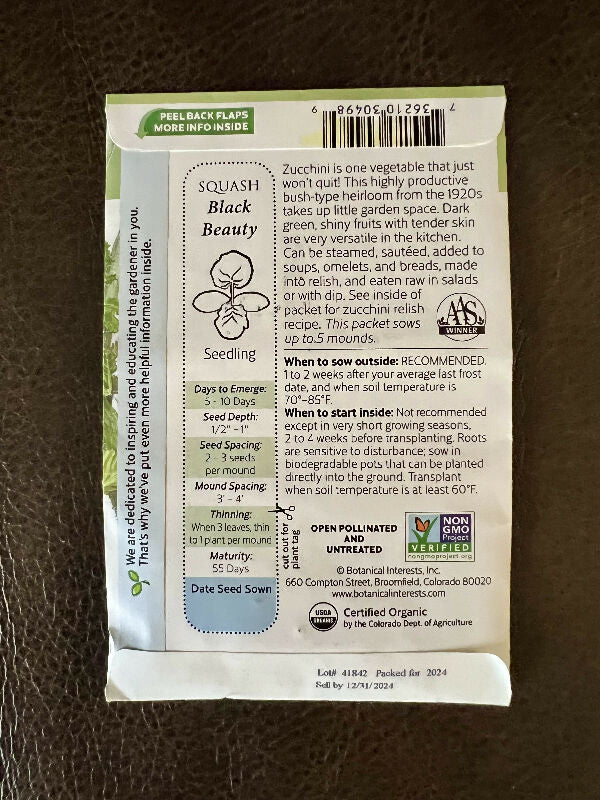 PEEL BACK FLAPS
MORE INFO INSIDE
7 36210 30498 9
We are dedicated to inspiring and educating the gardener in you.
That's why we've put even more helpful information inside.
SQUASH
Black
Beauty
Seedling
Days to Emerge:
5 - 10 Days
Seed Depth:
1/2" - 1"
Seed Spacing:
2 - 3 seeds
per mound
Mound Spacing:
3' - 4'
Thinning:
When 3 leaves, thin
to 1 plant per mound
Maturity:
55 Days
Date Seed Sown
cut out for
plant tag
Zucchini is one vegetable that just
won't quit! This highly productive
bush-type heirloom from the 1920s
takes up little garden space. Dark
green, shiny fruits with tender skin
are very versatile in the kitchen.
Can be steamed, sautéed, added to
soups, omelets, and breads, made
into relish, and eaten raw in salads
or with dip. See inside of
packet for zucchini relish
recipe. This packet sows
up to 5 mounds.
AAS
WINNER
When to sow outside: RECOMMENDED.
1 to 2 weeks after your average last frost
date, and when soil temperature is
70°–85°F.
When to start inside: Not recommended
except in very short growing seasons,
2 to 4 weeks before transplanting. Roots
are sensitive to disturbance; sow in
biodegradable pots that can be planted
directly into the ground. Transplant
when soil temperature is at least 60°F.
OPEN POLLINATED
AND
UNTREATED
NON
GMO
Project
VERIFIED
nongmoproject.org
© Botanical Interests, Inc.
660 Compton Street, Broomfield, Colorado 80020
www.botanicalinterests.com
USDA
ORGANIC
Certified Organic
by the Colorado Dept. of Agriculture
Lot# 41842 Packed for 2024
Sell by 12/31/2024